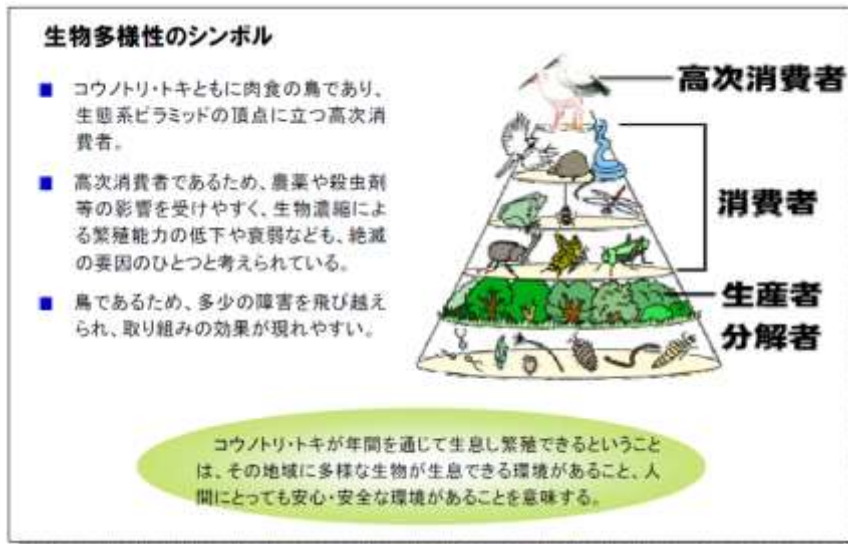 生物多様性のシンボル
■ コウノトリ・トキともに肉食の鳥であり、
生態系ピラミッドの頂点に立つ高次消
費者。
■ 高次消費者であるため、農薬や殺虫剤
等の影響を受けやすく、生物濃縮によ
る繁殖能力の低下や衰弱なども、絶滅
の要因のひとつと考えられている。
■ 鳥であるため、多少の障害を飛び越え
られ、取り組みの効果が現れやすい。
高次消費者
消費者
生産者
分解者
コウノトリ・トキが年間を通じて生息し繁殖できるということ
は、その地域に多様な生物が生息できる環境があること、人
間にとっても安心・安全な環境があることを意味する。